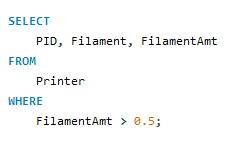 SELECT
PID, Filament, FilamentAmt
FROM
Printer
WHERE
FilamentAmt > 0.5;